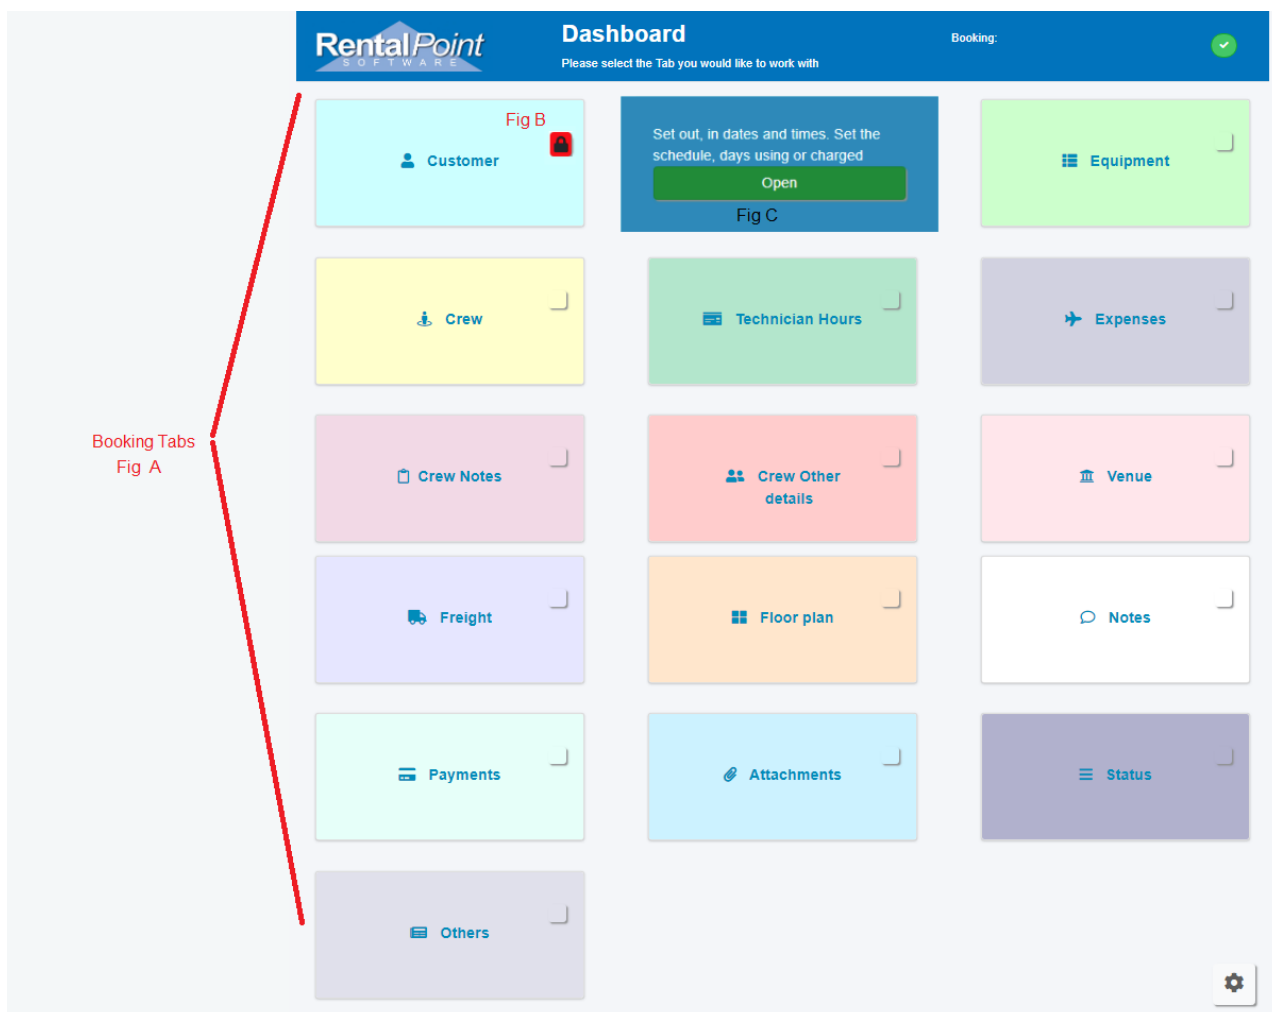 RentalPoint
SOFTWARE
Dashboard
Please select the Tab you would like to work with
Booking:
Fig B
Customer
Set out, in dates and times. Set the
schedule, days using or charged
Open
Fig C
Equipment
Crew
Technician Hours
Expenses
Booking Tabs
Fig A
Crew Notes
Crew Other
details
Venue
Freight
Floor plan
Notes
Payments
Attachments
Status
Others